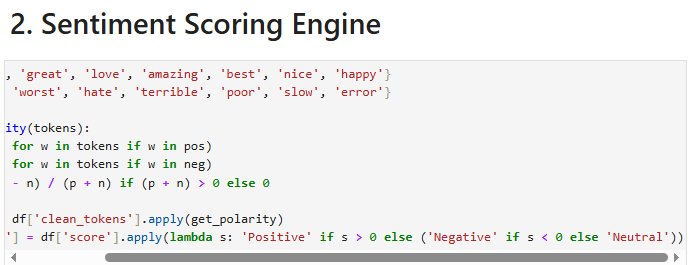 2. Sentiment Scoring Engine
, 'great', 'love', 'amazing', 'best', 'nice', 'happy'}
'worst', 'hate', 'terrible', 'poor', 'slow', 'error'}
ity(tokens):
for w in tokens if w in pos)
for w in tokens if w in neg)
- n) / (p + n) if (p + n) > 0 else 0
df['clean_tokens'].apply(get_polarity)
'] = df['score'].apply(lambda s: 'Positive' if s > 0 else ('Negative' if s < 0 else 'Neutral'))